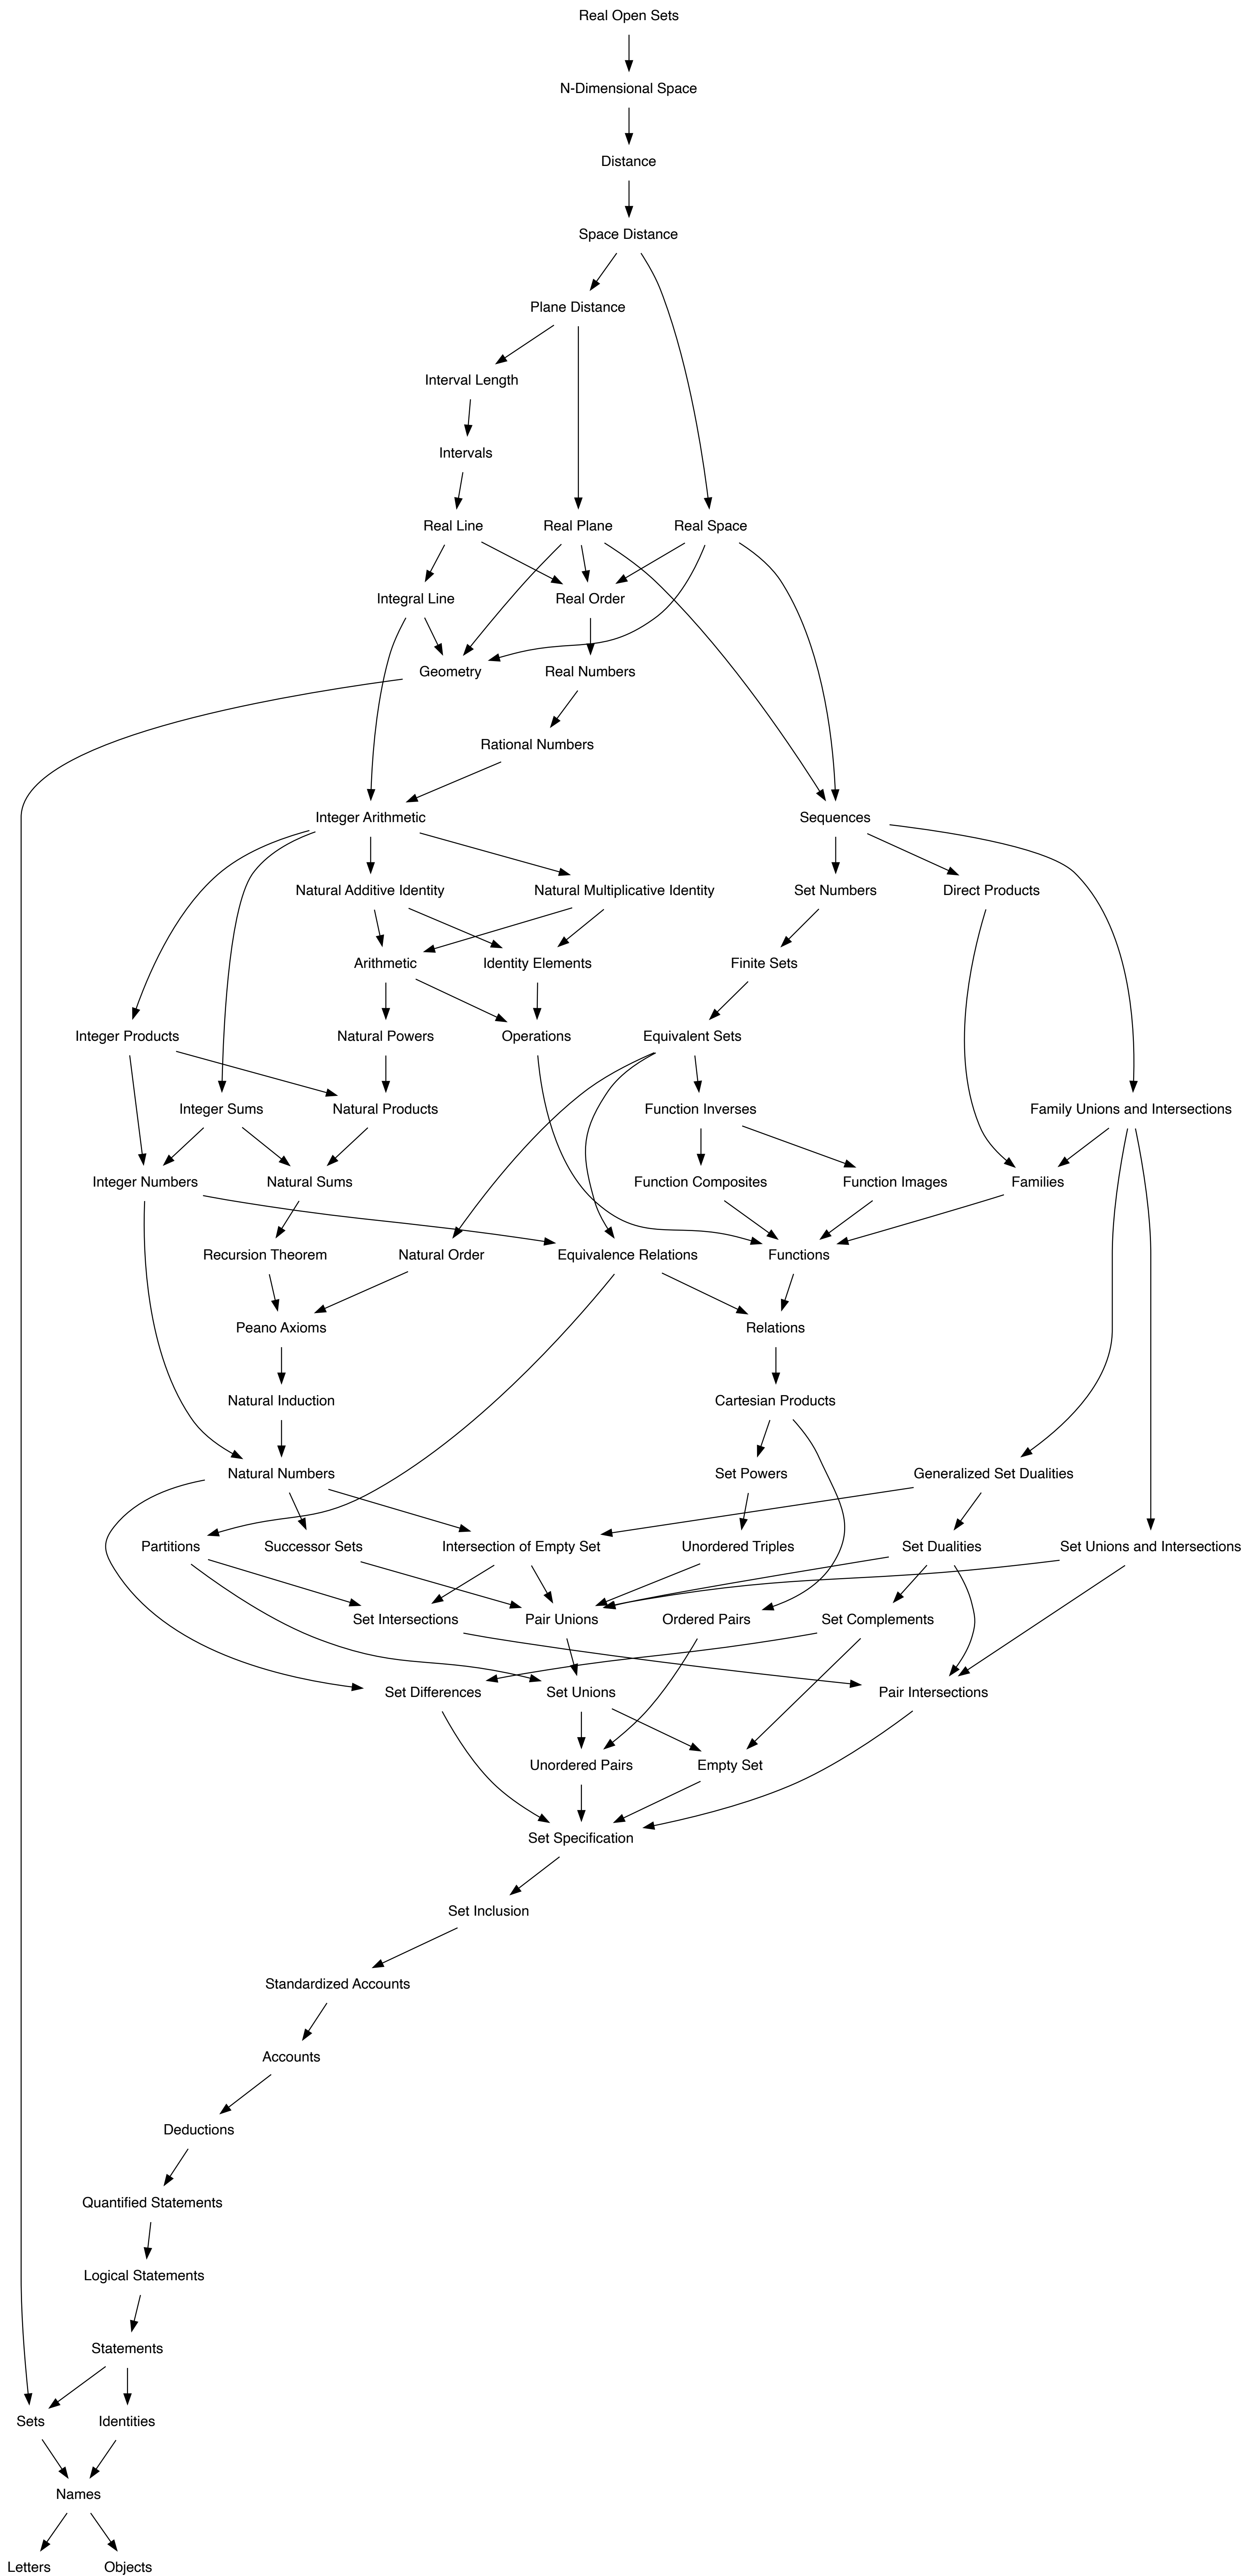 Real Open Sets
N-Dimensional Space
Distance
Space Distance
Plane Distance
Interval Length
Intervals
Real Line
Real Plane
Real Space
Integral Line
Real Order
Geometry
Real Numbers
Rational Numbers
Integer Arithmetic
Sequences
Natural Additive Identity
Natural Multiplicative Identity
Set Numbers
Direct Products
Arithmetic
Identity Elements
Finite Sets
Integer Products
Natural Powers
Operations
Equivalent Sets
Integer Sums
Natural Products
Function Inverses
Family Unions and Intersections
Integer Numbers
Natural Sums
Function Composites
Function Images
Families
Recursion Theorem
Natural Order
Equivalence Relations
Functions
Peano Axioms
Relations
Natural Induction
Cartesian Products
Natural Numbers
Set Powers
Generalized Set Dualities
Partitions
Successor Sets
Intersection of Empty Set
Unordered Triples
Set Dualities
Set Unions and Intersections
Set Intersections
Pair Unions
Ordered Pairs
Set Complements
Set Differences
Set Unions
Pair Intersections
Unordered Pairs
Empty Set
Set Specification
Set Inclusion
Standardized Accounts
Accounts
Deductions
Quantified Statements
Logical Statements
Statements
Sets
Identities
Names
Letters
Objects